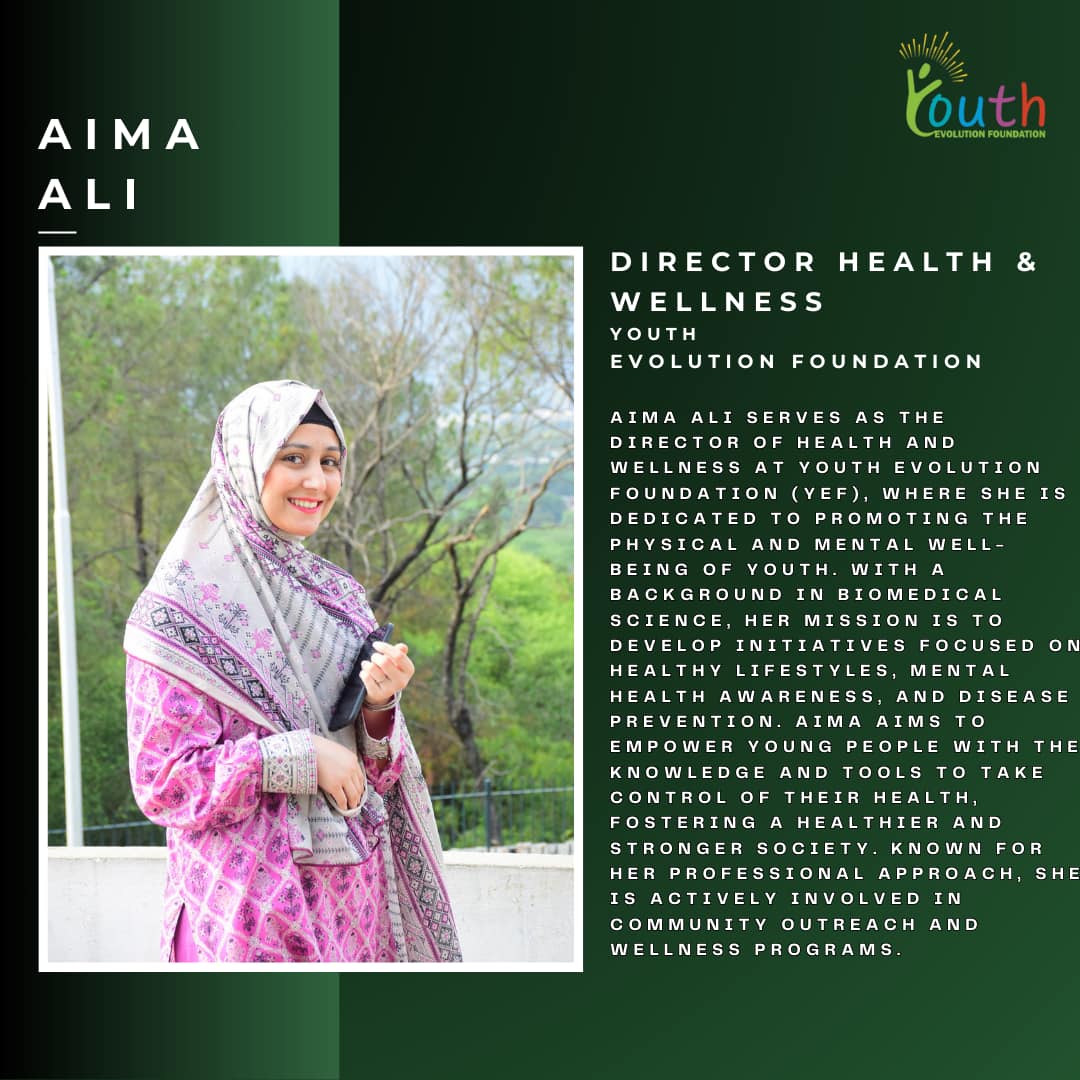 Youth
EVOLUTION FOUNDATION
AIMA
ALI
DIRECTOR HEALTH &
WELLNESS
YOUTH
EVOLUTION FOUNDATION
AIMA ALI SERVES AS THE
DIRECTOR OF HEALTH AND
WELLNESS AT YOUTH EVOLUTION
FOUNDATION (YEF), WHERE SHE IS
DEDICATED TO PROMOTING THE
PHYSICAL AND MENTAL WELL-
BEING OF YOUTH. WITH A
BACKGROUND IN BIOMEDICAL
SCIENCE, HER MISSION IS TO
DEVELOP INITIATIVES FOCUSED ON
HEALTHY LIFESTYLES, MENTAL
HEALTH AWARENESS, AND DISEASE
PREVENTION. AIMA AIMS TO
EMPOWER YOUNG PEOPLE WITH THE
KNOWLEDGE AND TOOLS TO TAKE
CONTROL OF THEIR HEALTH,
FOSTERING A HEALTHIER AND
STRONGER SOCIETY. KNOWN FOR
HER PROFESSIONAL APPROACH, SHE
IS ACTIVELY INVOLVED IN
COMMUNITY OUTREACH AND
WELLNESS PROGRAMS.